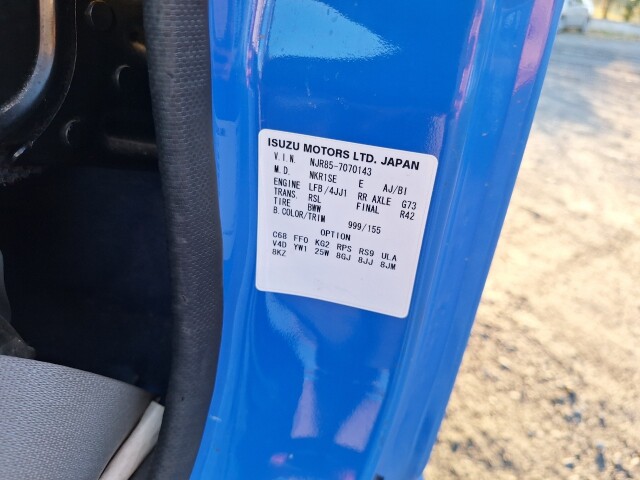 ISUZU MOTORS LTD. JAPAN
V.I.N. NJR85-7070143
M.D. NKR1SE E AJ/BI
ENGINE LFB/4JJ1 RR AXLE G73
TRANS. RSL FINAL R42
TIRE BWW
B.COLOR/TRIM 999/155
OPTION
C68 FF0 KG2 RPS RS9 ULA
V4D YW1 25W 8GJ 8JJ 8JM
8KZ